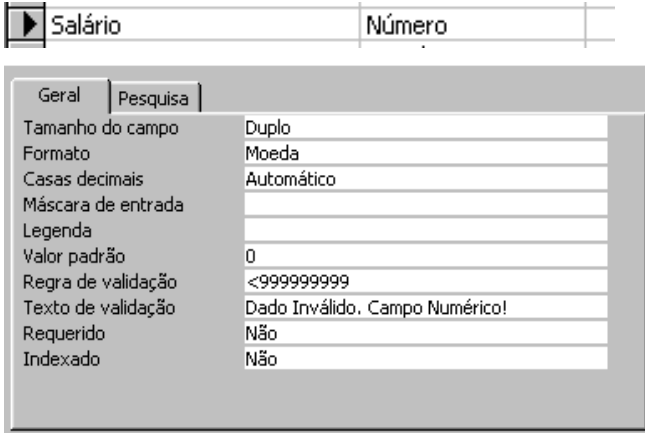 Salário Número
Geral Pesquisa
Tamanho do campo Duplo
Formato Moeda
Casas decimais Automático
Máscara de entrada
Legenda
Valor padrão 0
Regra de validação <999999999
Texto de validação Dado Inválido. Campo Numérico!
Requerido Não
Indexado Não